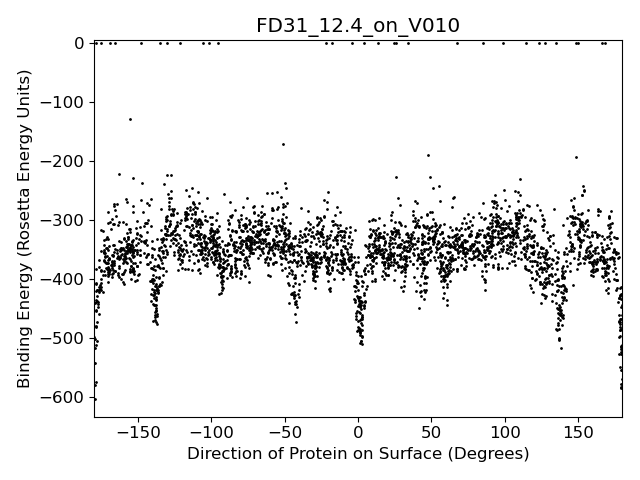 FD31_12.4_on_V010
Binding Energy (Rosetta Energy Units)
0
−100
−200
−300
−400
−500
−600
−150 −100 −50 0 50 100 150
Direction of Protein on Surface (Degrees)